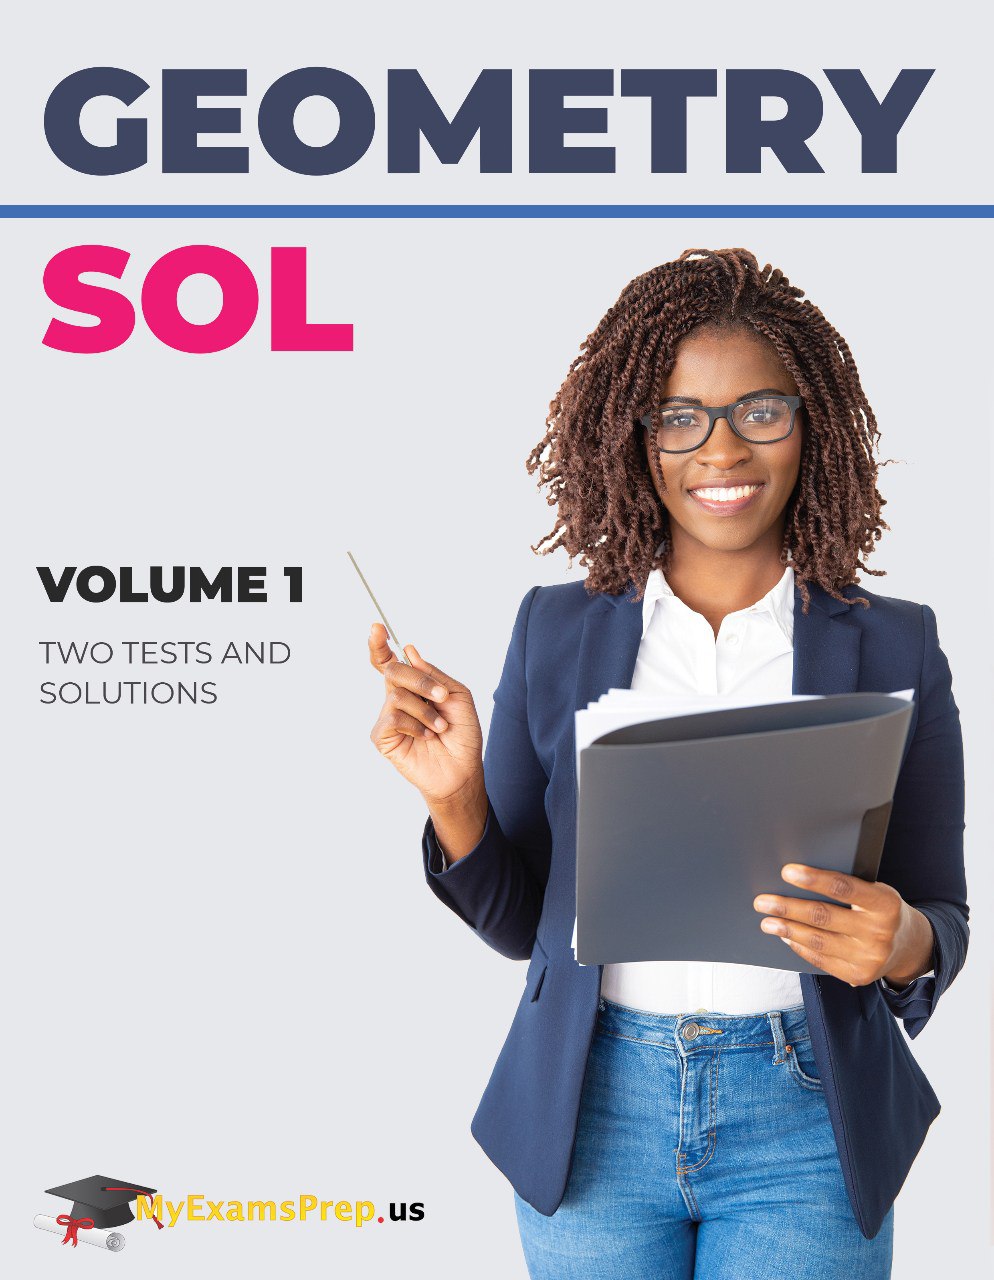 GEOMETRY
SOL
VOLUME 1
TWO TESTS AND
SOLUTIONS
MyExamsPrep.us